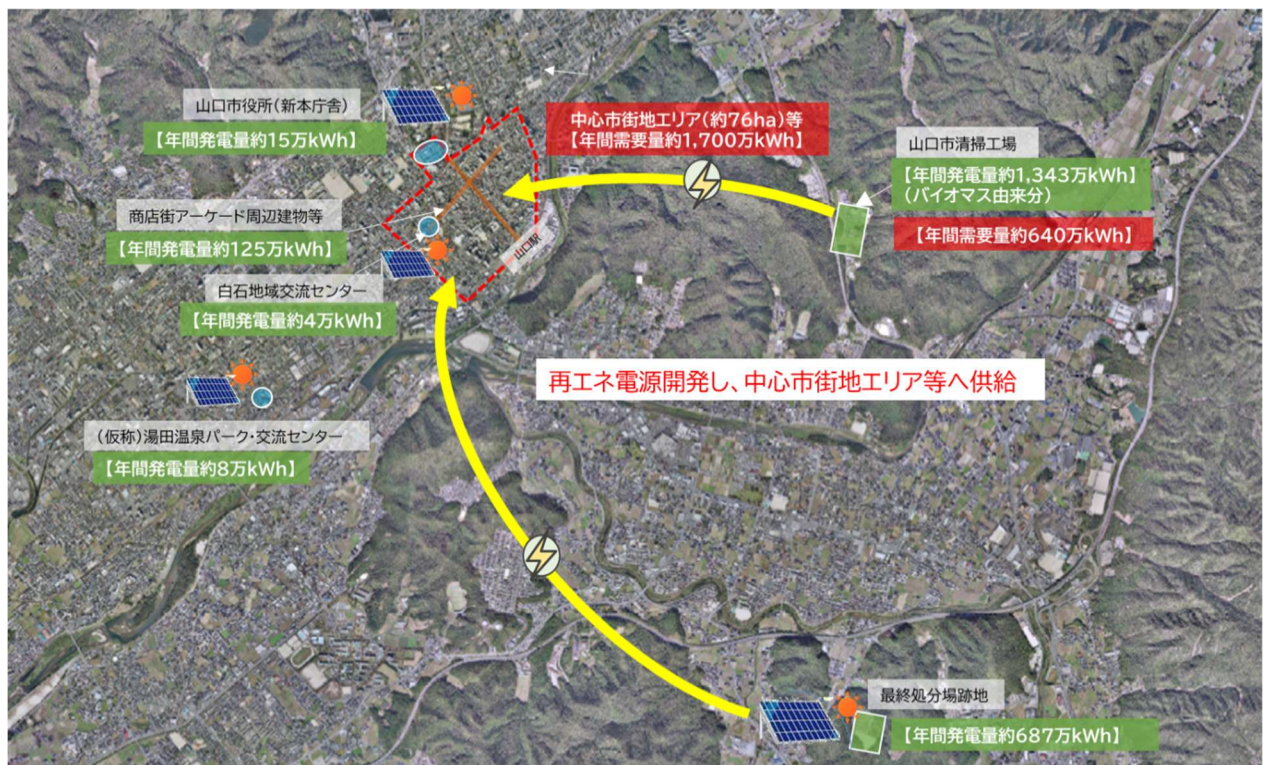 山口市役所(新本庁舎)
【年間発電量約15万kWh】
中心市街地エリア(約76ha)等
【年間需要量約1,700万kWh】
山口市清掃工場
【年間発電量約1,343万kWh】
(バイオマス由来分)
【年間需要量約640万kWh】
商店街アーケード周辺建物等
【年間発電量約125万kWh】
山口駅
白石地域交流センター
【年間発電量約4万kWh】
再エネ電源開発し、中心市街地エリア等へ供給
(仮称)湯田温泉パーク・交流センター
【年間発電量約8万kWh】
最終処分場跡地
【年間発電量約687万kWh】